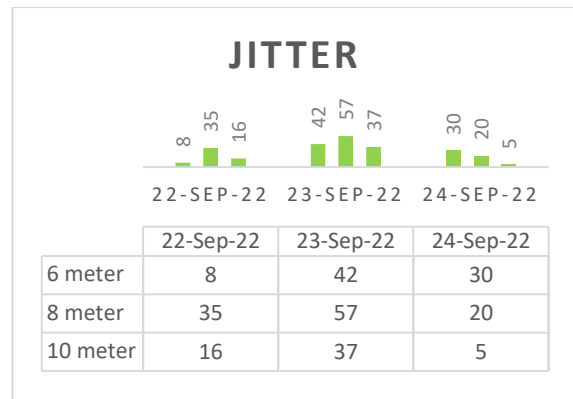 JITTER
8 35 16 42 57 37 30 20 5
22-SEP-22 23-SEP-22 24-SEP-22
22-Sep-22 23-Sep-22 24-Sep-22
6 meter 8 42 30
8 meter 35 57 20
10 meter 16 37 5